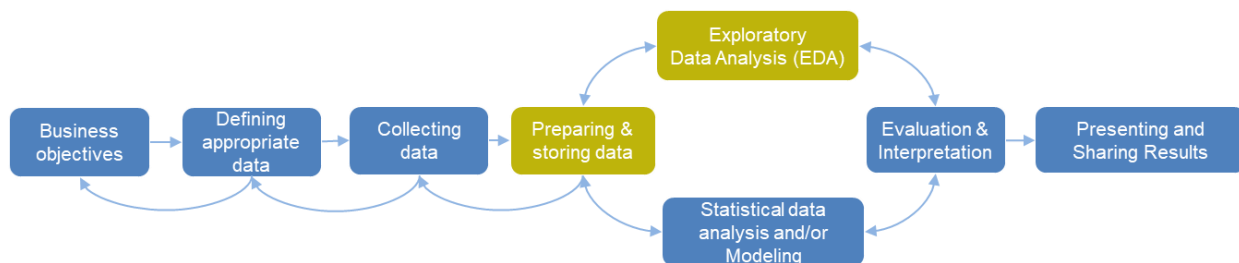 Business
objectives
Defining
appropriate
data
Collecting
data
Preparing &
storing data
Exploratory
Data Analysis (EDA)
Statistical data
analysis and/or
Modeling
Evaluation &
Interpretation
Presenting and
Sharing Results